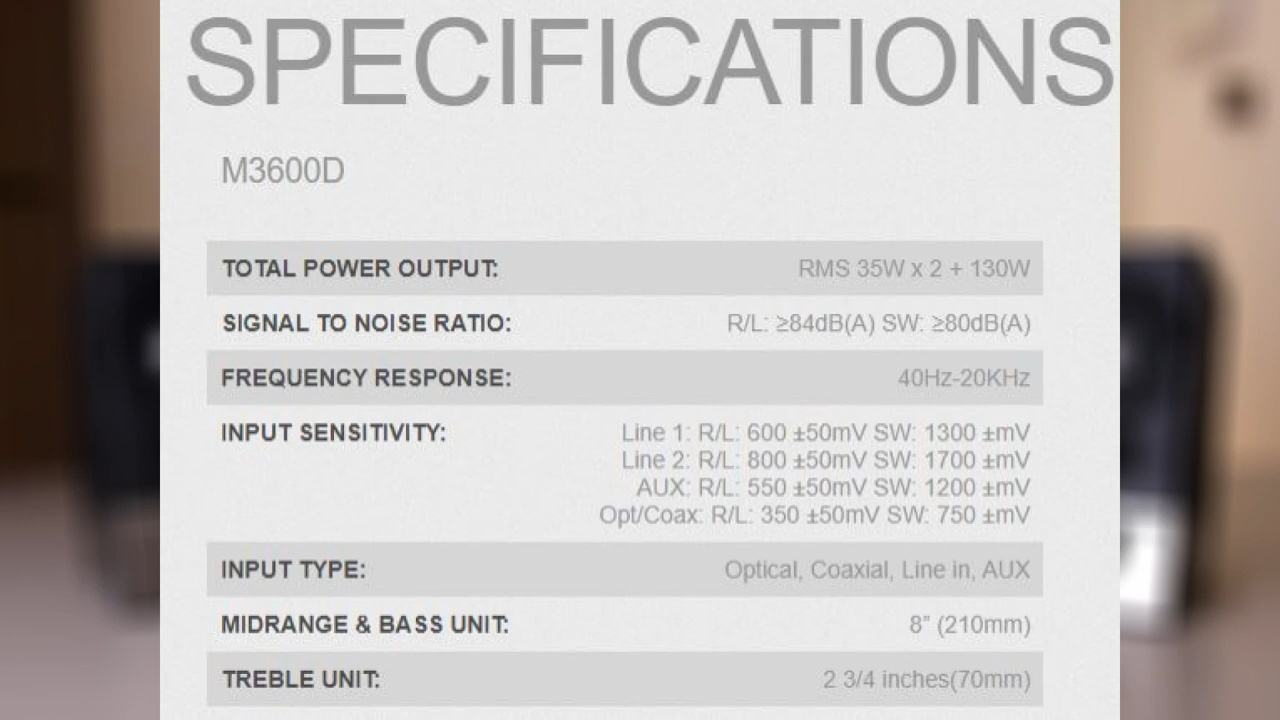 SPECIFICATIONS
M3600D
TOTAL POWER OUTPUT: RMS 35W x 2 + 130W
SIGNAL TO NOISE RATIO: R/L: ≥84dB(A) SW: ≥80dB(A)
FREQUENCY RESPONSE: 40Hz-20KHz
INPUT SENSITIVITY: Line 1: R/L: 600 ±50mV SW: 1300 ±mV
Line 2: R/L: 800 ±50mV SW: 1700 ±mV
AUX: R/L: 550 ±50mV SW: 1200 ±mV
Opt/Coax: R/L: 350 ±50mV SW: 750 ±mV
INPUT TYPE: Optical, Coaxial, Line in, AUX
MIDRANGE & BASS UNIT: 8” (210mm)
TREBLE UNIT: 2 3/4 inches(70mm)